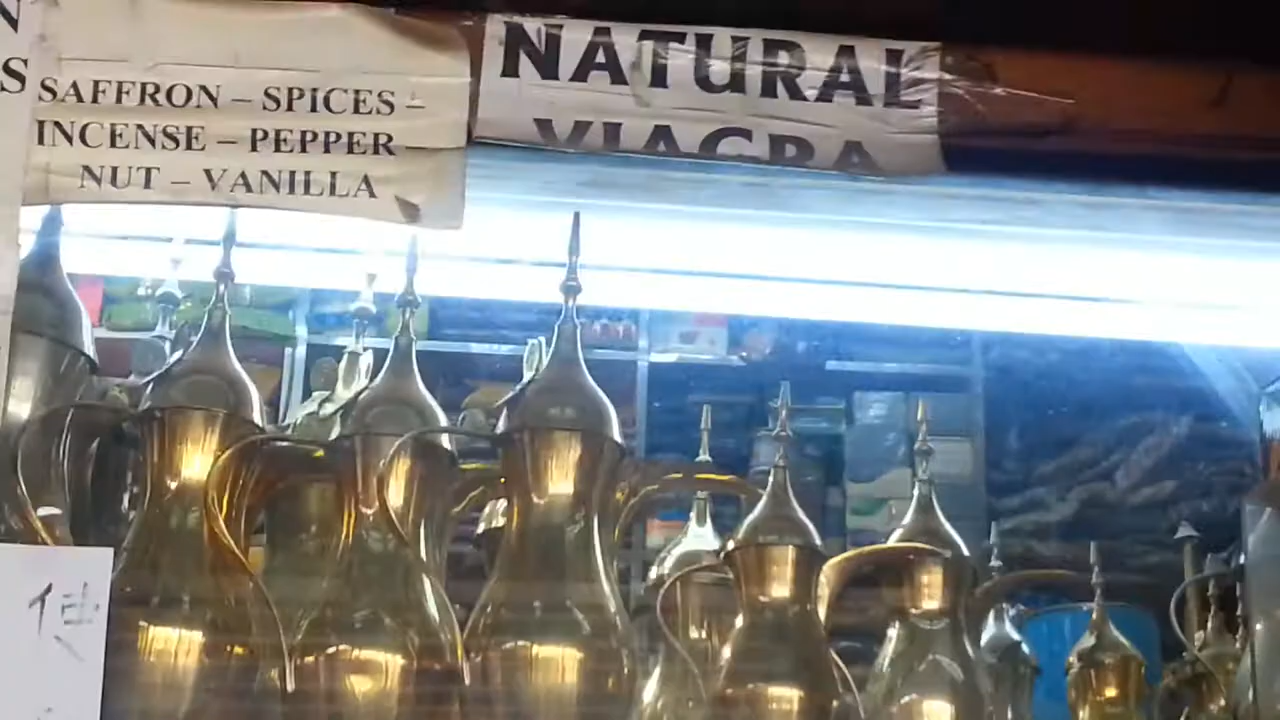 N
S
SAFFRON – SPICES –
INCENSE – PEPPER –
NUT – VANILLA
NATURAL
VIAGRA